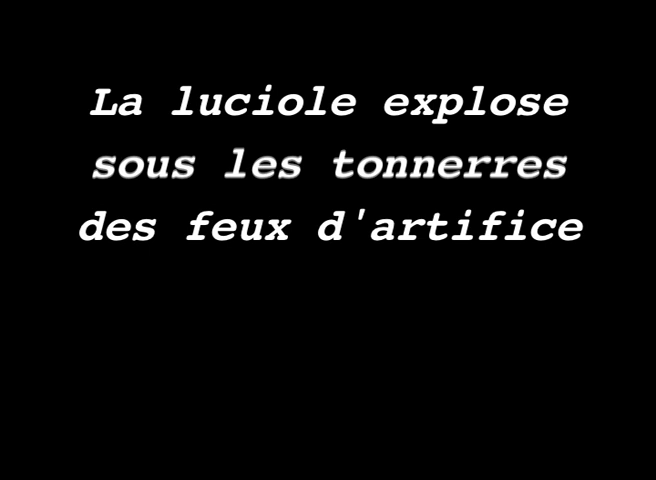 La luciole explose
sous les tonnerres
des feux d'artifice